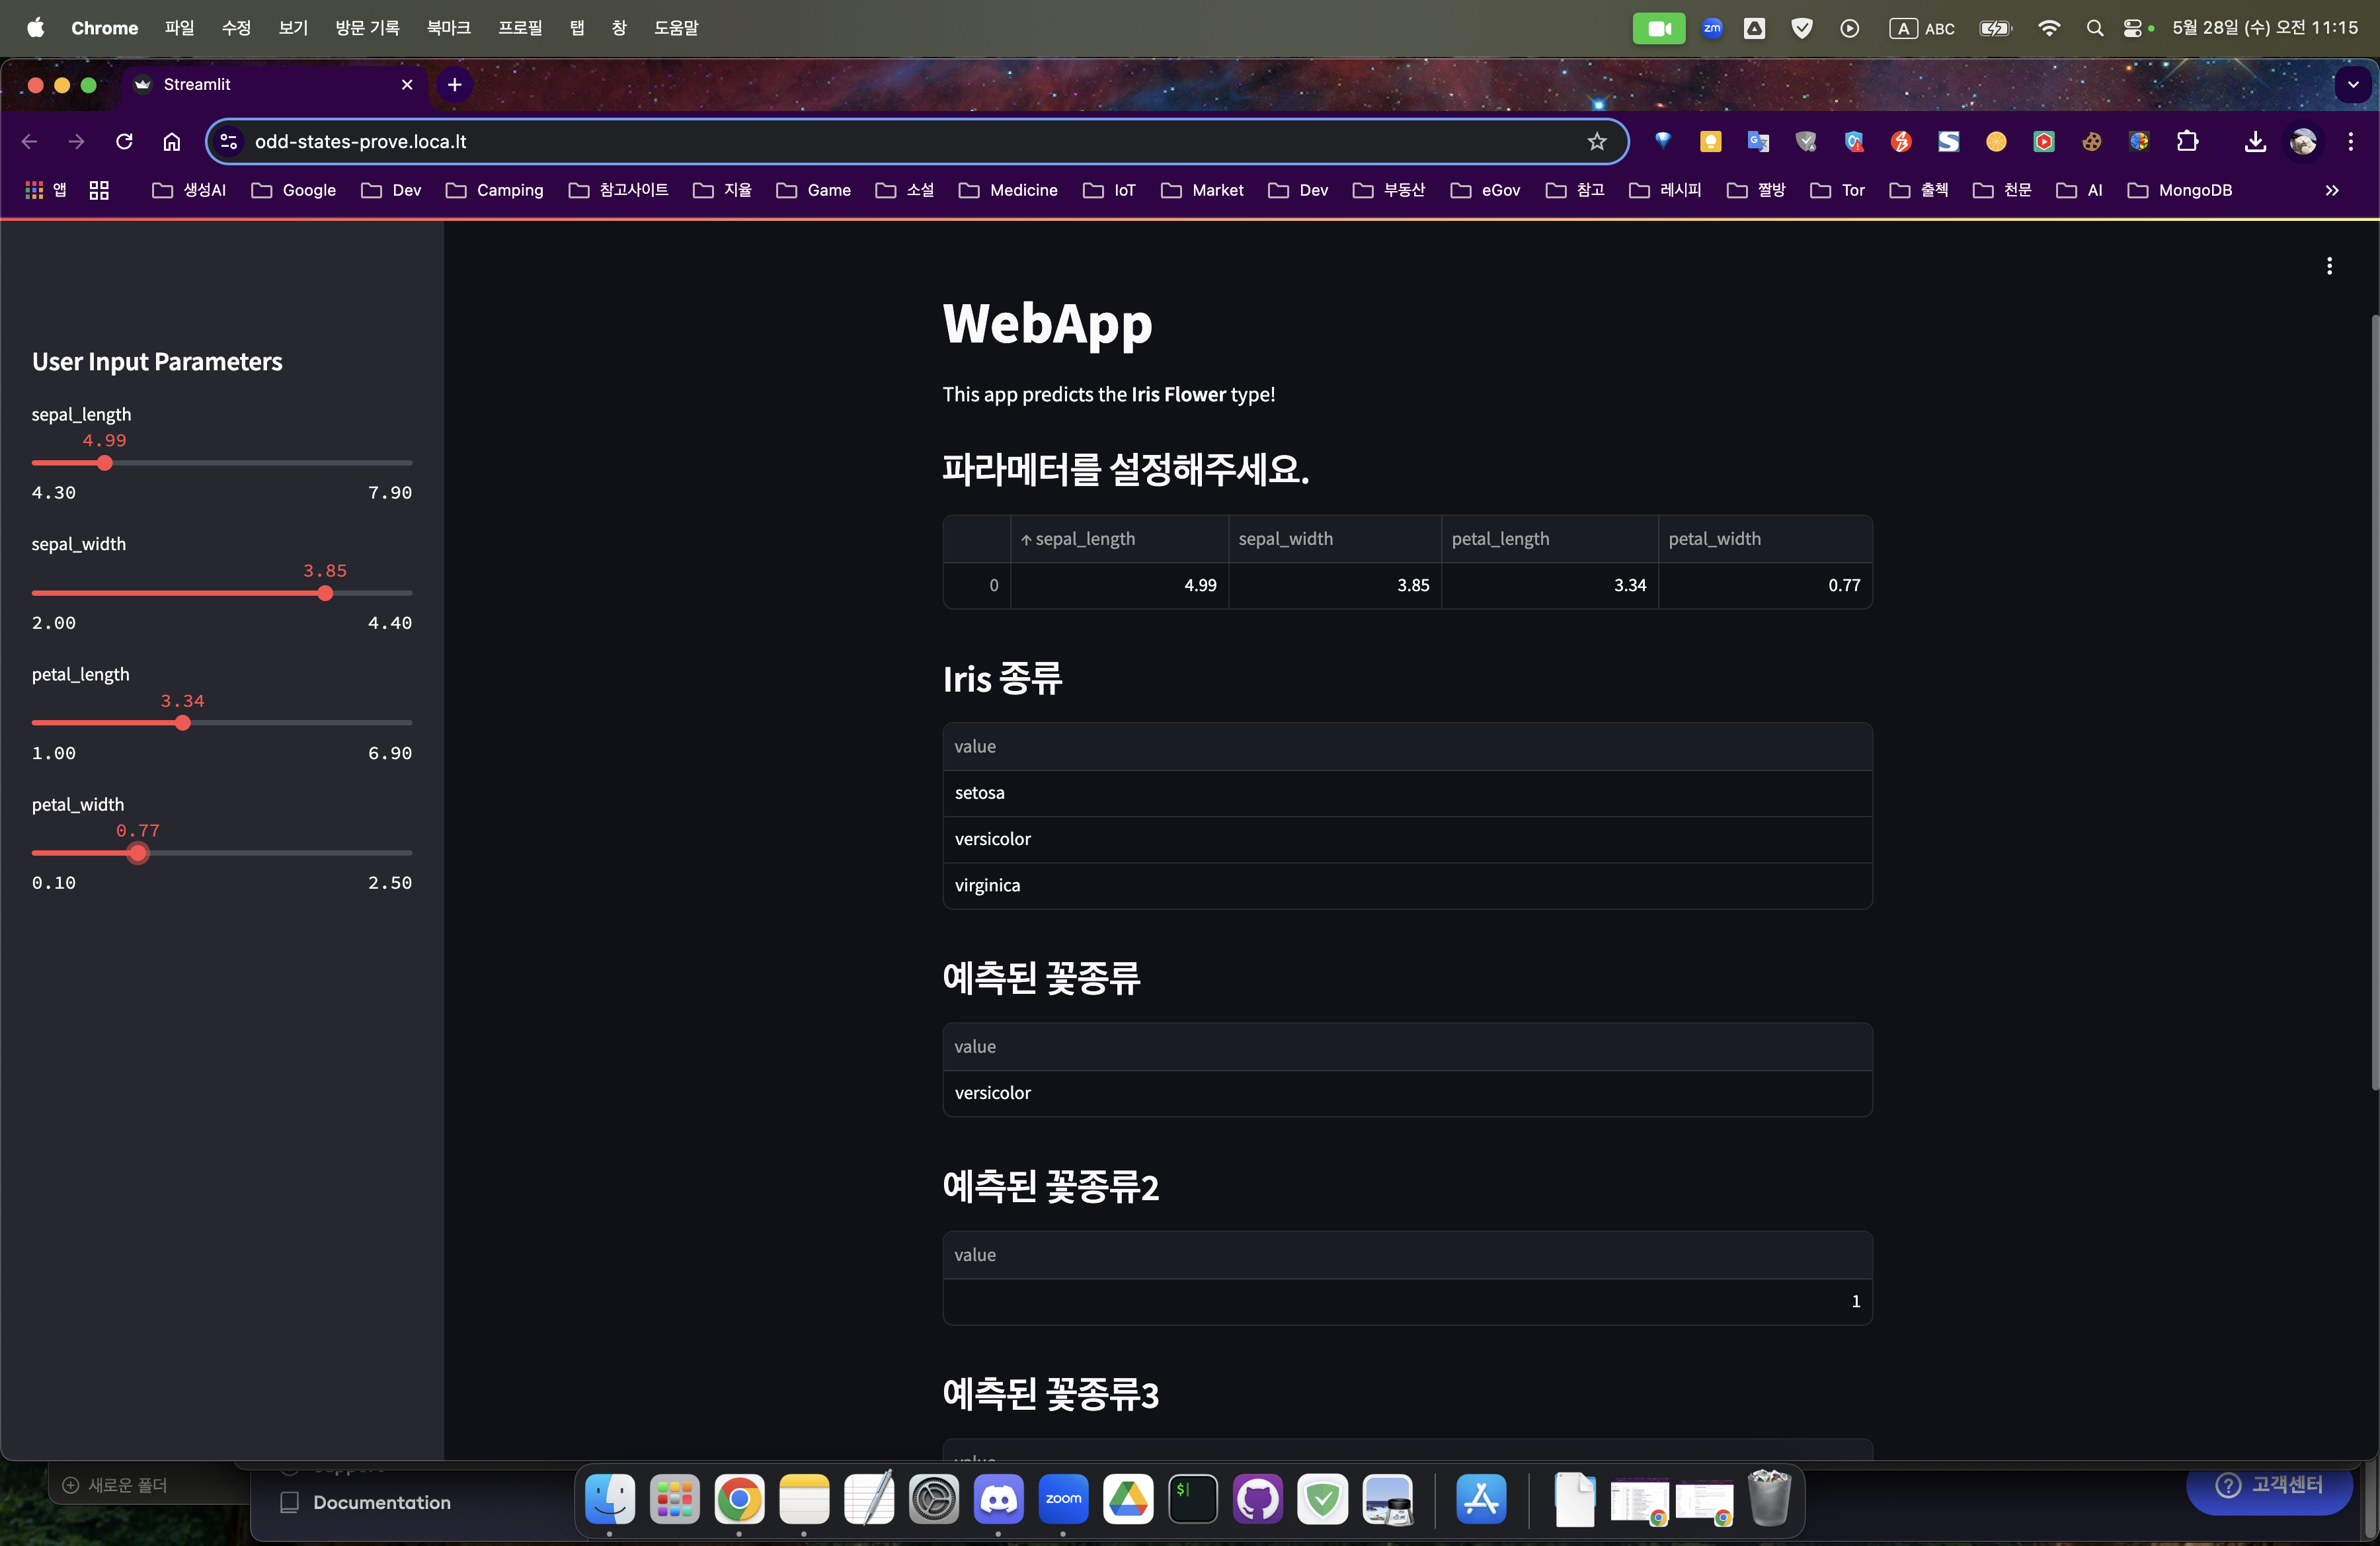 Chrome 파일 수정 보기 방문 기록 북마크 프로필 탭 창 도움말
zm A ABC 5월 28일 (수) 오전 11:15
Streamlit
odd-states-prove.loca.lt
앱 생성AI Google Dev Camping 참고사이트 지율 Game 소설 Medicine IoT Market Dev 부동산 eGov 참고 레시피 짤방 Tor 출첵 천문 AI MongoDB
User Input Parameters
sepal_length
4.99
4.30 7.90
sepal_width
3.85
2.00 4.40
petal_length
3.34
1.00 6.90
petal_width
0.77
0.10 2.50
WebApp
This app predicts the Iris Flower type!
파라메터를 설정해주세요.
↑ sepal_length sepal_width petal_length petal_width
0 4.99 3.85 3.34 0.77
Iris 종류
value
setosa
versicolor
virginica
예측된 꽃종류
value
versicolor
예측된 꽃종류2
value
1
예측된 꽃종류3
새로운 폴더
Documentation
zoom
고객센터